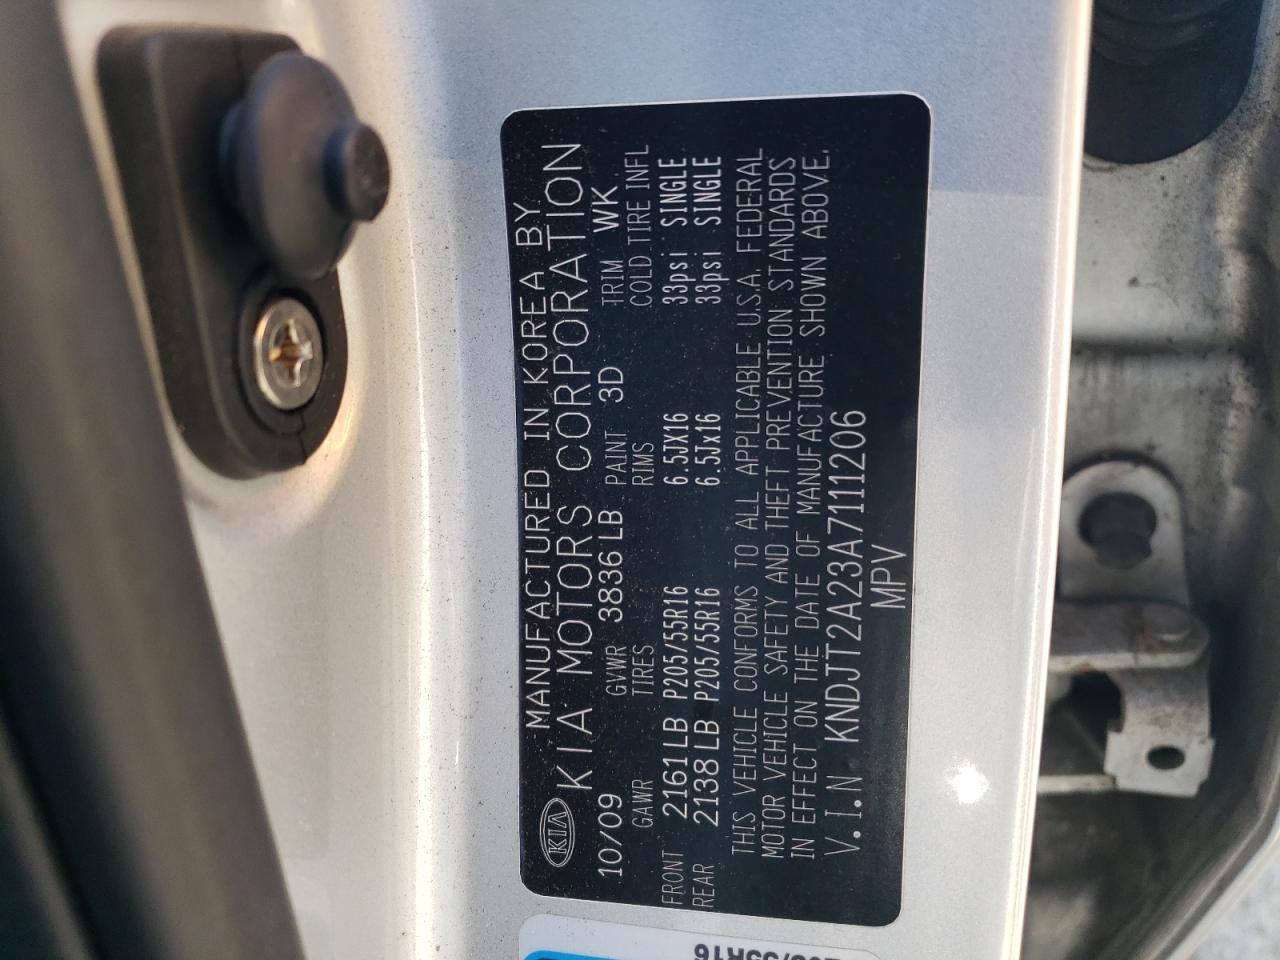 MANUFACTURED IN KOREA BY
KIA KIA MOTORS CORPORATION
10/09 GVWR 3836 LB PAINT 3D TRIM WK
GAWR TIRES RIMS COLD TIRE INFL
FRONT 2161 LB P205/55R16 6.5JX16 33psi SINGLE
REAR 2138 LB P205/55R16 6.5Jx16 33psi SINGLE
THIS VEHICLE CONFORMS TO ALL APPLICABLE U.S.A. FEDERAL
MOTOR VEHICLE SAFETY AND THEFT PREVENTION STANDARDS
IN EFFECT ON THE DATE OF MANUFACTURE SHOWN ABOVE.
V.I.N KNDJT2A23A7111206
MPV
205/55R16